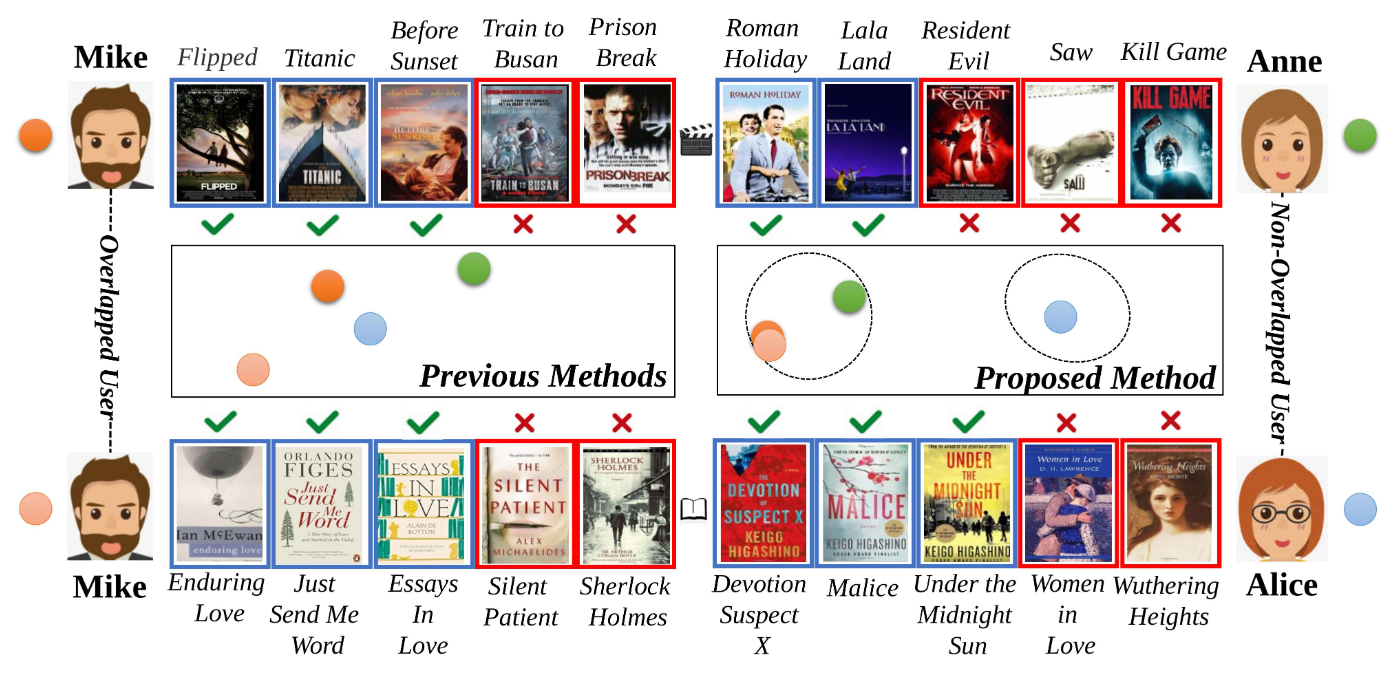 Mike
Flipped
Titanic
Before
Sunset
Train to
Busan
Prison
Break
Roman
Holiday
Lala
Land
Resident
Evil
Saw
Kill Game
Anne
FLIPPED
TITANIC
BEFORE
SUNRISE
TRAIN TO BUSAN
PRISON BREAK
MONDAYS 8/7c FOX
ROMAN HOLIDAY
LA LA LAND
RESIDENT
EVIL
SAW
KILL GAME
Overlapped User
Non-Overlapped User
Previous Methods
Proposed Method
Ian McEwan
enduring love
ORLANDO
FIGES
Just
Send
Me
Word
ESSAYS
IN
LOVE
ALAIN DE
BOTTON
THE
SILENT
PATIENT
ALEX
MICHAELIDES
SHERLOCK
HOLMES
THE
DEVOTION
OF
SUSPECT X
KEIGO
HIGASHINO
MALICE
KEIGO HIGASHINO
UNDER
THE
MIDNIGHT
SUN
KEIGO HIGASHINO
Women in Love
D. H. LAWRENCE
Wuthering Heights
Mike
Enduring
Love
Just
Send Me
Word
Essays
In
Love
Silent
Patient
Sherlock
Holmes
Devotion
Suspect
X
Malice
Under the
Midnight
Sun
Women
in
Love
Wuthering
Heights
Alice